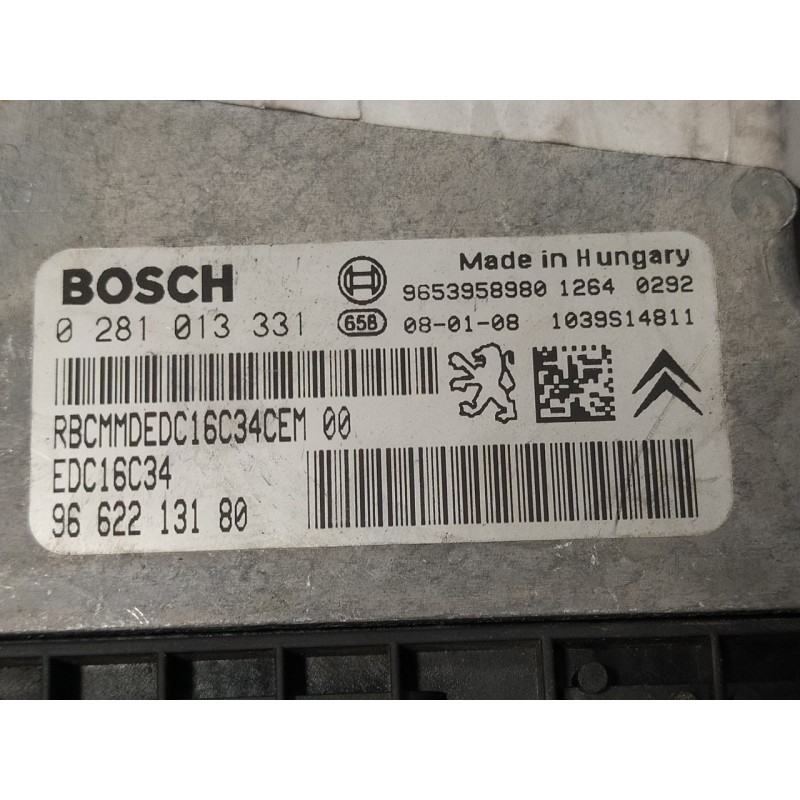 BOSCH
Made in Hungary
9653958980 1264 0292
0 281 013 331
658 08-01-08 1039S14811
RBCMMDEDC16C34CEM 00
EDC16C34
96 622 131 80